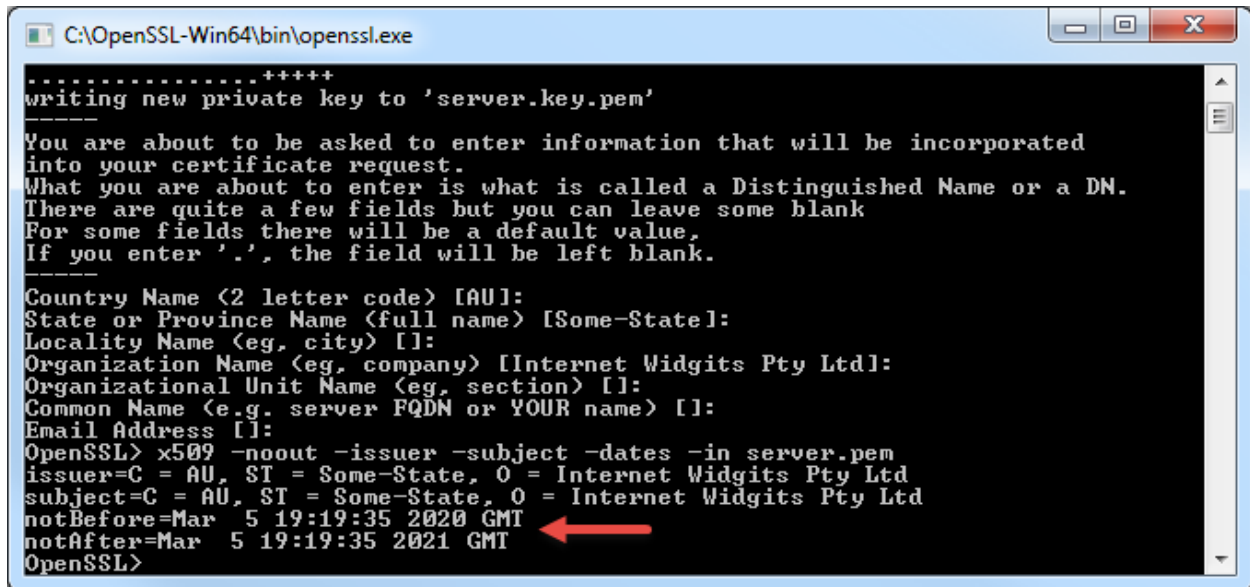 C:\OpenSSL-Win64\bin\openssl.exe
................+++++
writing new private key to 'server.key.pem'
-----
You are about to be asked to enter information that will be incorporated
into your certificate request.
What you are about to enter is what is called a Distinguished Name or a DN.
There are quite a few fields but you can leave some blank
For some fields there will be a default value,
If you enter '.', the field will be left blank.
-----
Country Name (2 letter code) [AU]:
State or Province Name (full name) [Some-State]:
Locality Name (eg, city) []:
Organization Name (eg, company) [Internet Widgits Pty Ltd]:
Organizational Unit Name (eg, section) []:
Common Name (e.g. server FQDN or YOUR name) []:
Email Address []:
OpenSSL> x509 -noout -issuer -subject -dates -in server.pem
issuer=C = AU, ST = Some-State, O = Internet Widgits Pty Ltd
subject=C = AU, ST = Some-State, O = Internet Widgits Pty Ltd
notBefore=Mar  5 19:19:35 2020 GMT
notAfter=Mar  5 19:19:35 2021 GMT
OpenSSL>